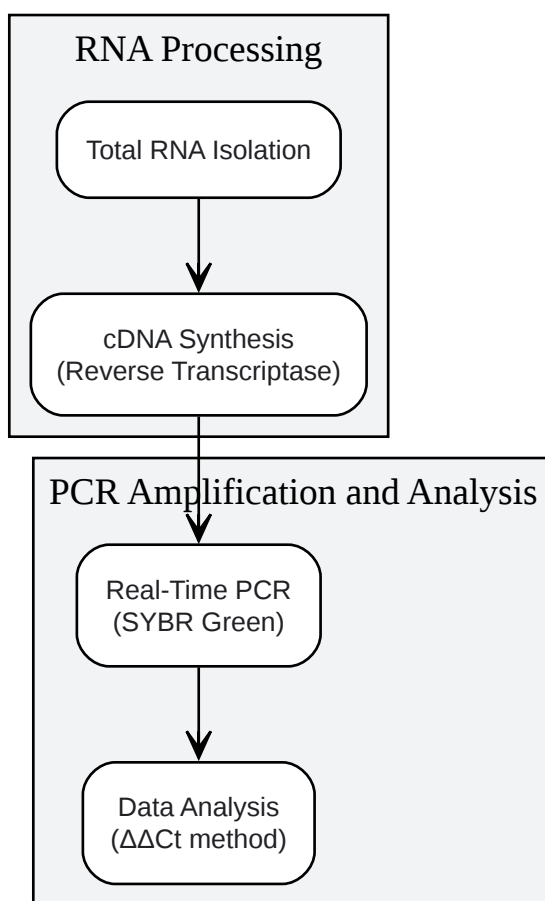 RNA Processing
Total RNA Isolation
cDNA Synthesis
(Reverse Transcriptase)
PCR Amplification and Analysis
Real-Time PCR
(SYBR Green)
Data Analysis
(ΔΔCt method)